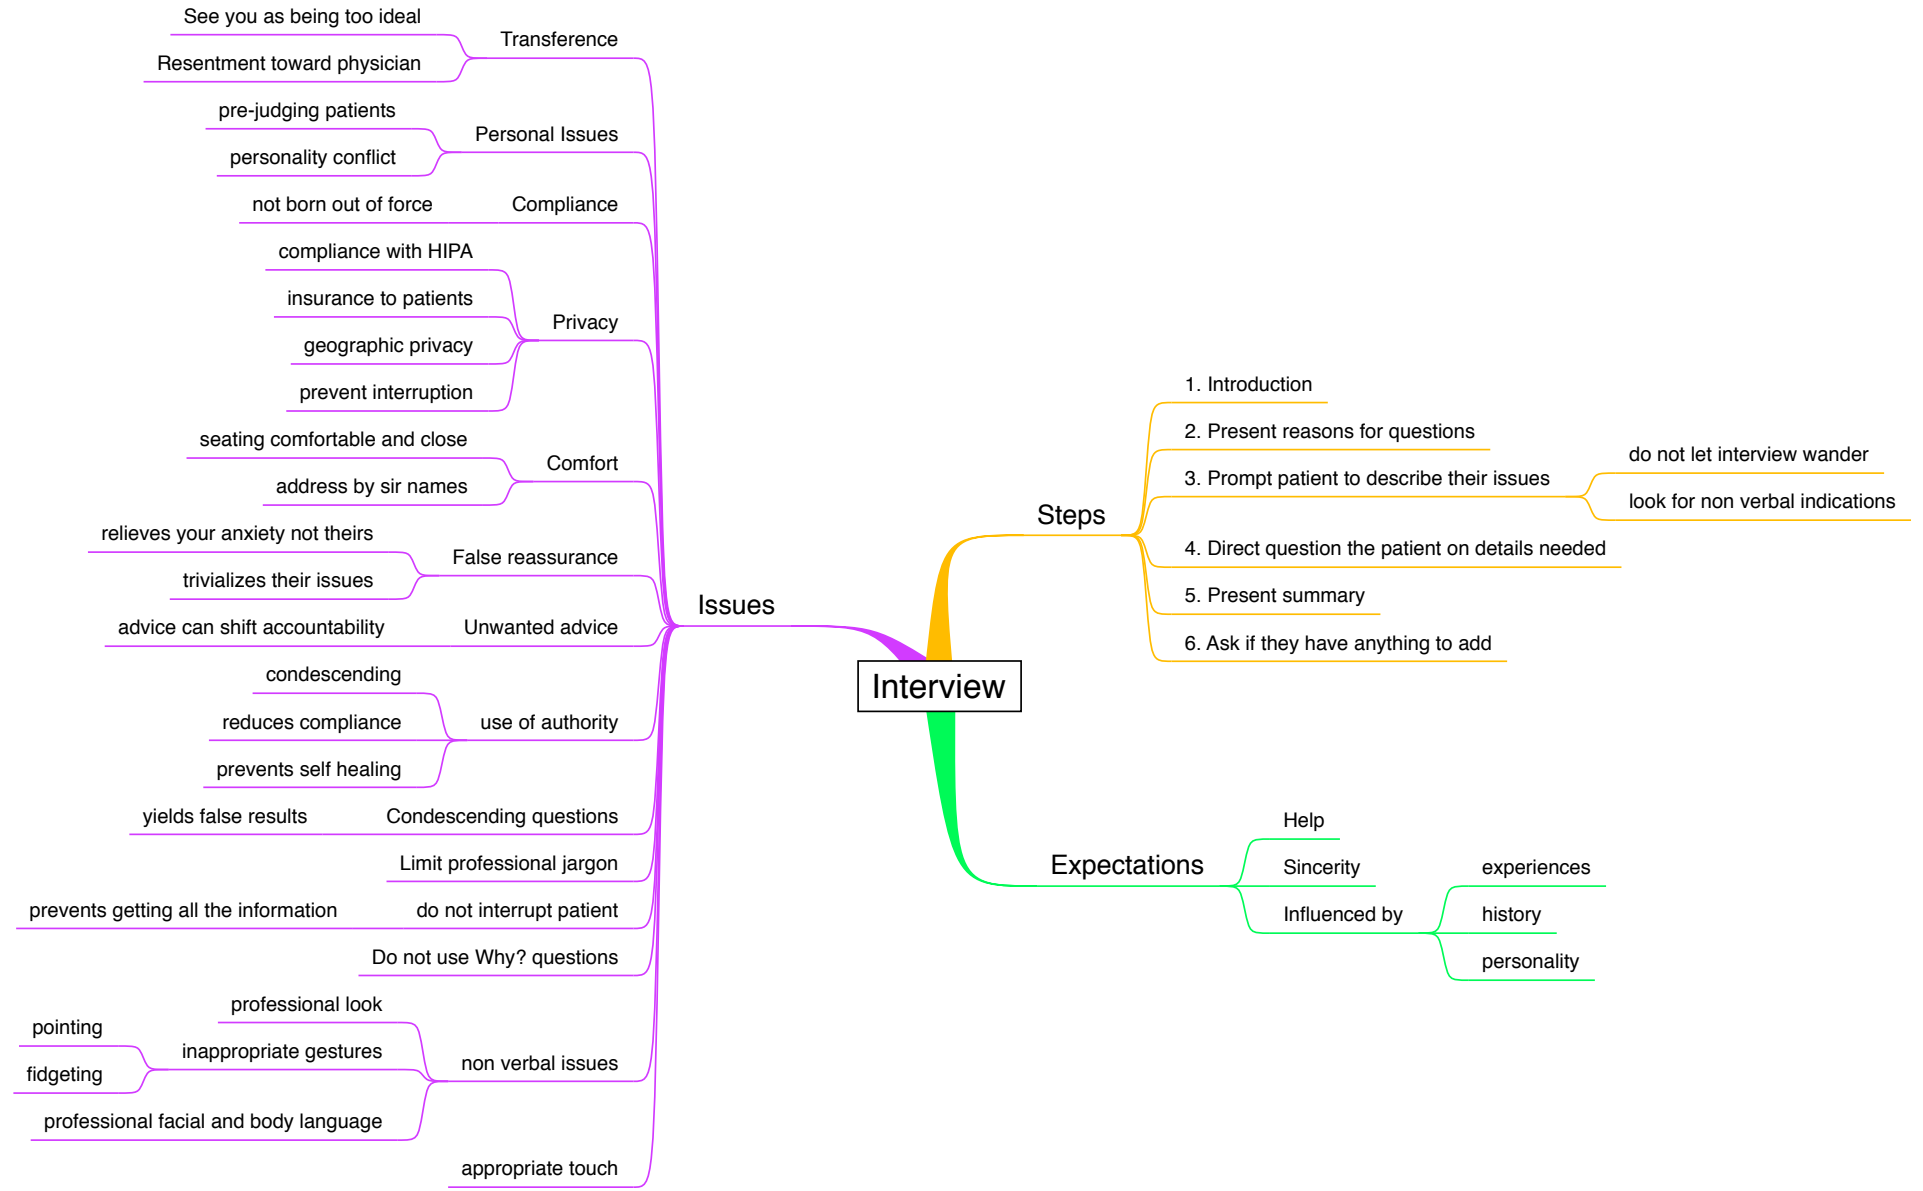 Interview
Issues
Transference
See you as being too ideal
Resentment toward physician
Personal Issues
pre-judging patients
personality conflict
Compliance
not born out of force
Privacy
compliance with HIPA
insurance to patients
geographic privacy
prevent interruption
Comfort
seating comfortable and close
address by sir names
False reassurance
relieves your anxiety not theirs
trivializes their issues
Unwanted advice
advice can shift accountability
use of authority
condescending
reduces compliance
prevents self healing
Condescending questions
yields false results
Limit professional jargon
do not interrupt patient
prevents getting all the information
Do not use Why? questions
non verbal issues
professional look
inappropriate gestures
pointing
fidgeting
professional facial and body language
appropriate touch
Steps
1. Introduction
2. Present reasons for questions
3. Prompt patient to describe their issues
do not let interview wander
look for non verbal indications
4. Direct question the patient on details needed
5. Present summary
6. Ask if they have anything to add
Expectations
Help
Sincerity
Influenced by
experiences
history
personality